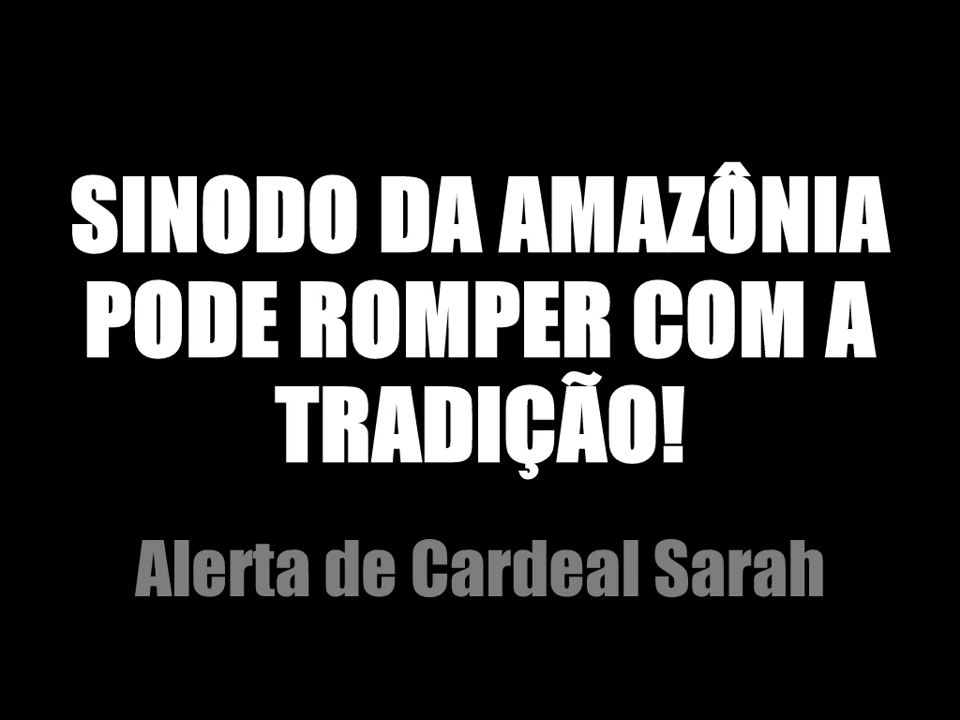 SINODO DA AMAZÔNIA
PODE ROMPER COM A
TRADIÇÃO!
Alerta de Cardeal Sarah